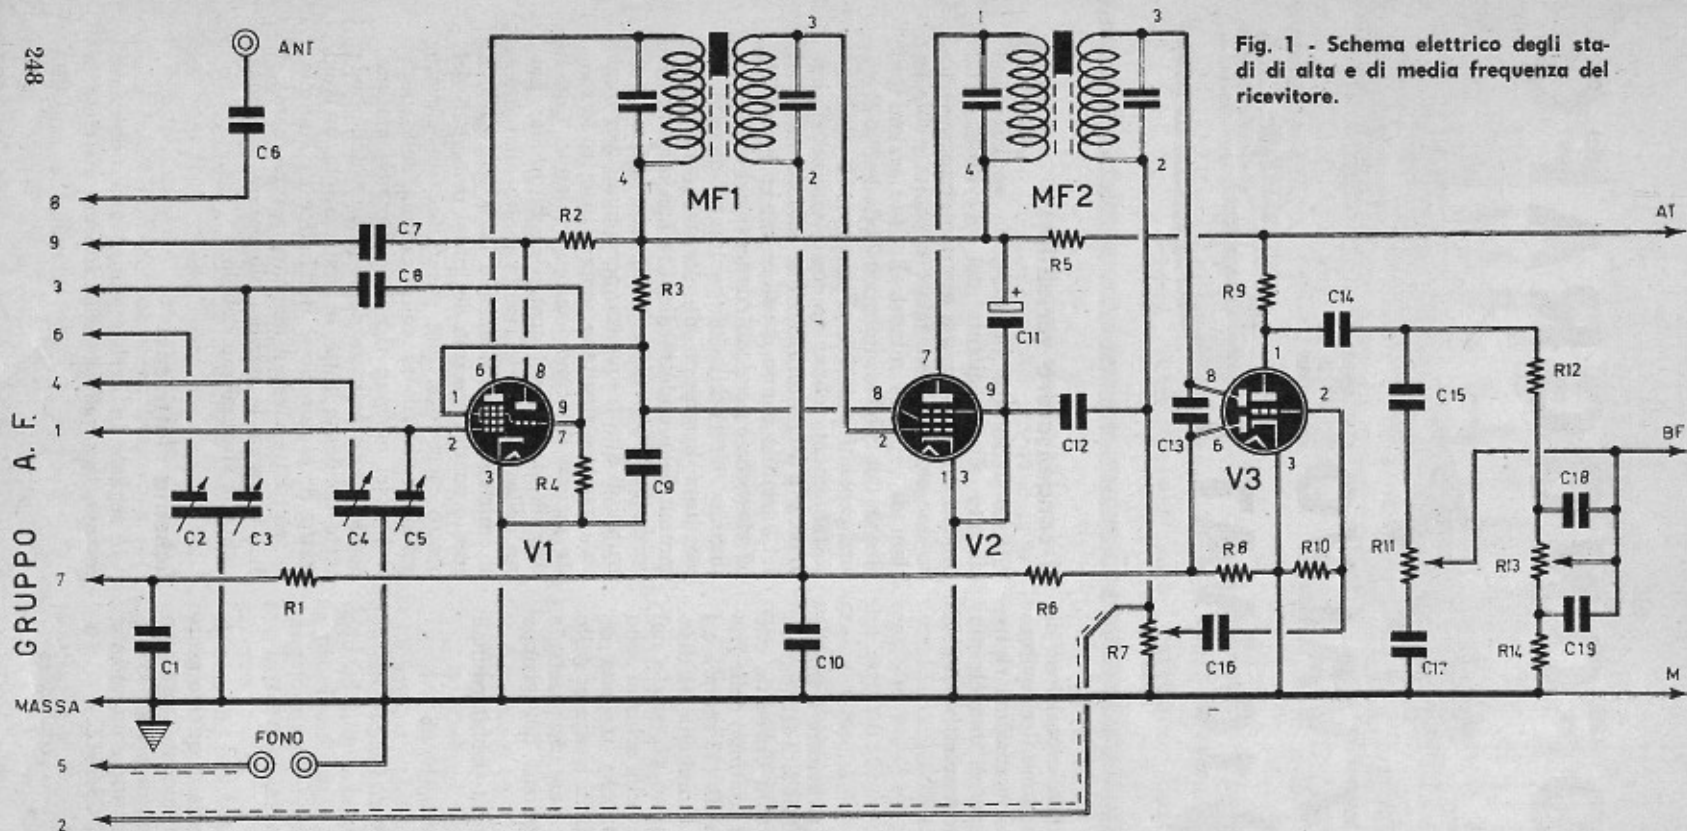 Fig. 1 - Schema elettrico degli sta-
di di alta e di media frequenza del
ricevitore.
248
ANT
C6
8
9
3
6
4
1
7
MASSA
5
2
GRUPPO A. F.
C7
C8
R2
R3
C2
C3
C4
C5
R1
C1
FONO
1
2
3
6
8
9
7
R4
V1
C9
4
3
2
MF1
C10
1
4
3
2
MF2
R5
+
C11
7
8
2
9
1
3
V2
C12
R6
R7
C16
C13
8
6
1
2
3
V3
R8
R10
R9
C14
C15
R11
C17
R12
R13
R14
C18
C19
AT
BF
M